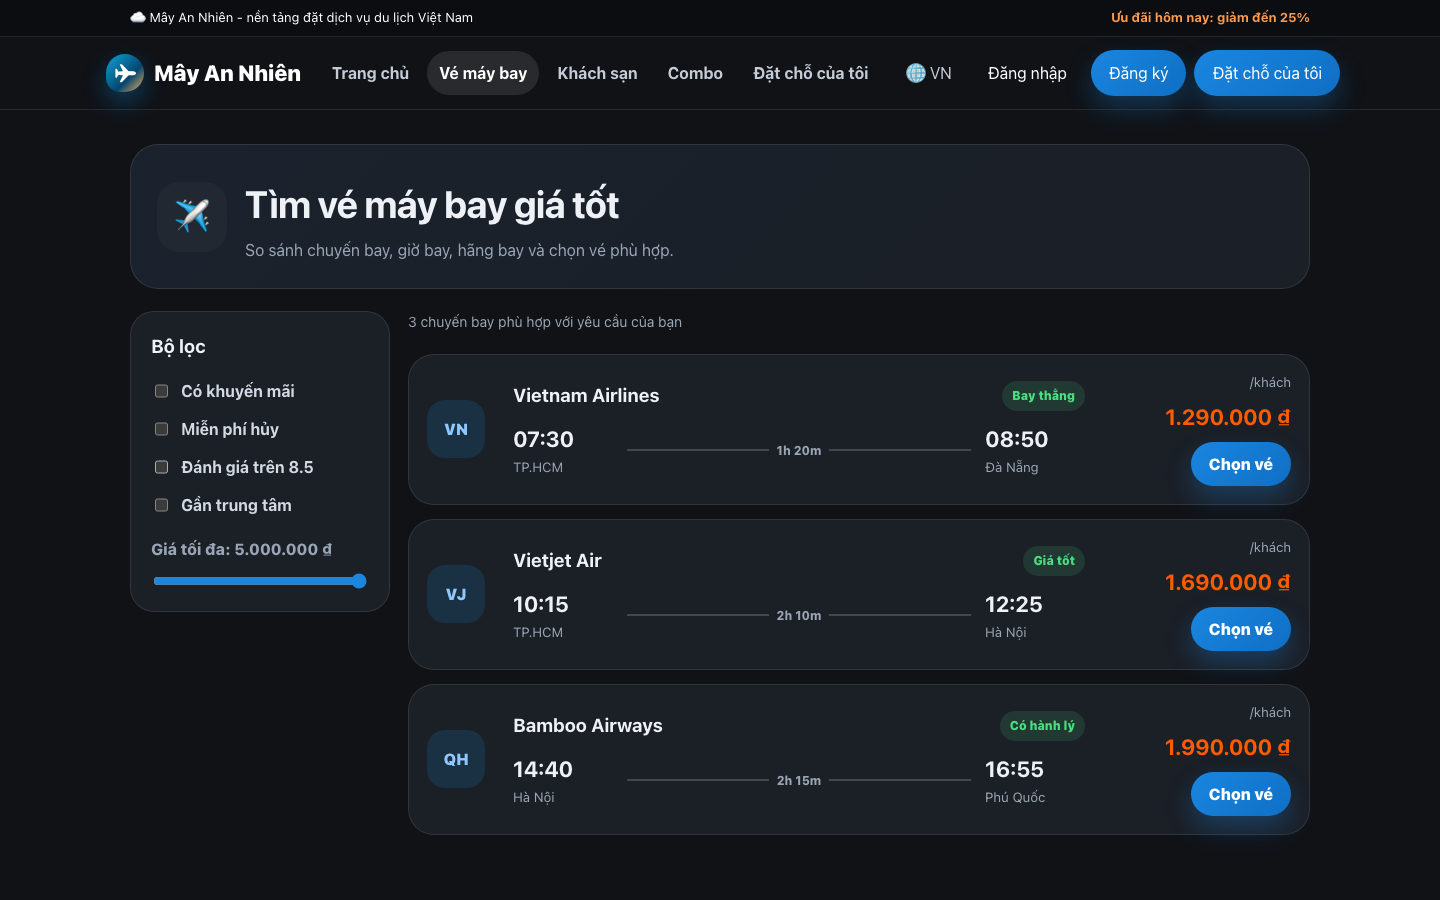 Mây An Nhiên - nền tảng đặt dịch vụ du lịch Việt Nam
Ưu đãi hôm nay: giảm đến 25%
Mây An Nhiên
Trang chủ
Vé máy bay
Khách sạn
Combo
Đặt chỗ của tôi
VN
Đăng nhập
Đăng ký
Đặt chỗ của tôi
Tìm vé máy bay giá tốt
So sánh chuyến bay, giờ bay, hãng bay và chọn vé phù hợp.
Bộ lọc
Có khuyến mãi
Miễn phí hủy
Đánh giá trên 8.5
Gần trung tâm
Giá tối đa: 5.000.000 ₫
3 chuyến bay phù hợp với yêu cầu của bạn
VN
Vietnam Airlines
Bay thẳng
07:30
TP.HCM
1h 20m
08:50
Đà Nẵng
/khách
1.290.000 ₫
Chọn vé
VJ
Vietjet Air
Giá tốt
10:15
TP.HCM
2h 10m
12:25
Hà Nội
/khách
1.690.000 ₫
Chọn vé
QH
Bamboo Airways
Có hành lý
14:40
Hà Nội
2h 15m
16:55
Phú Quốc
/khách
1.990.000 ₫
Chọn vé